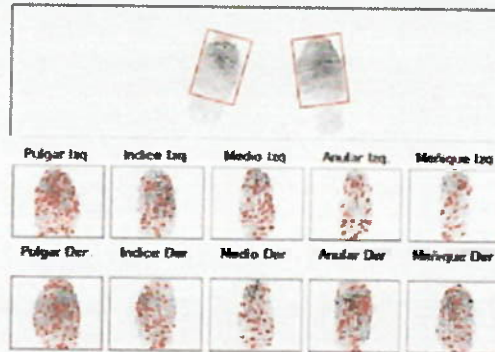 Pulgar Izq Indice Izq Medio Izq Anular Izq Meñique Izq
Pulgar Der Indice Der Medio Der Anular Der Meñique Der